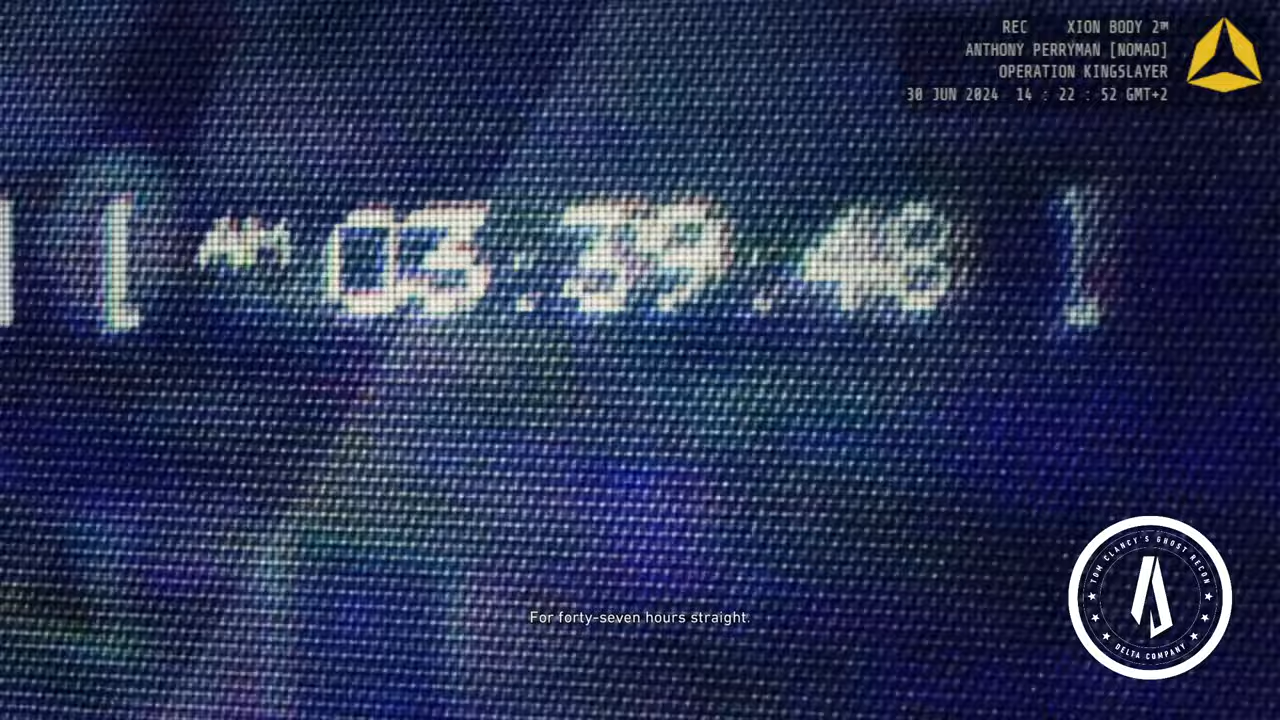 REC XION BODY 2™
ANTHONY PERRYMAN [NOMAD]
OPERATION KINGSLAYER
30 JUN 2024 14 : 22 : 52 GMT+2
AM 03:39:48
For forty-seven hours straight.
TOM CLANCY'S GHOST RECON
DELTA COMPANY